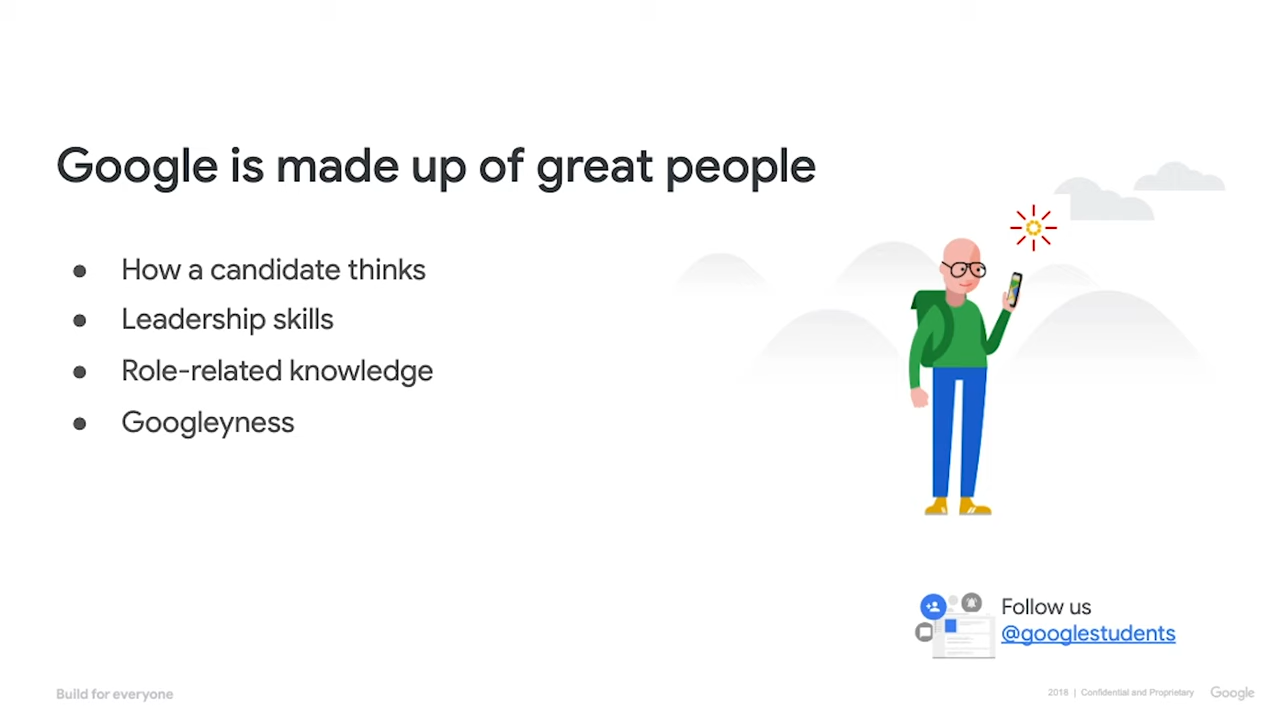 Google is made up of great people
● How a candidate thinks
● Leadership skills
● Role-related knowledge
● Googleyness
Follow us
@googlestudents
Build for everyone
2018 | Confidential and Proprietary Google